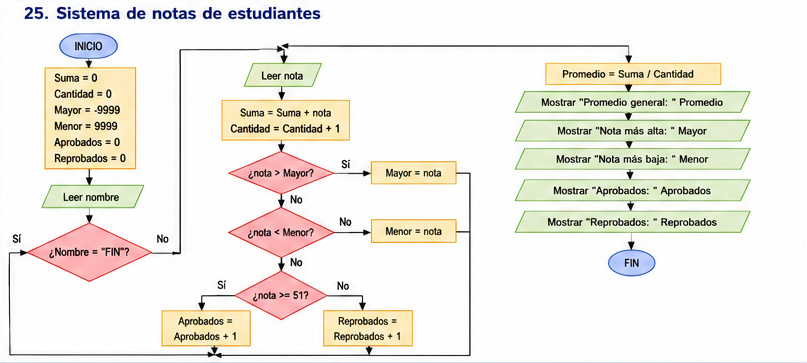 25. Sistema de notas de estudiantes
INICIO
Suma = 0
Cantidad = 0
Mayor = -9999
Menor = 9999
Aprobados = 0
Reprobados = 0
Leer nombre
¿Nombre = "FIN"?
Sí
No
Leer nota
Suma = Suma + nota
Cantidad = Cantidad + 1
¿nota > Mayor?
Sí
Mayor = nota
No
¿nota < Menor?
No
Menor = nota
No
¿nota >= 51?
Sí
No
Aprobados =
Aprobados + 1
Reprobados =
Reprobados + 1
Promedio = Suma / Cantidad
Mostrar "Promedio general: " Promedio
Mostrar "Nota más alta: " Mayor
Mostrar "Nota más baja: " Menor
Mostrar "Aprobados: " Aprobados
Mostrar "Reprobados: " Reprobados
FIN